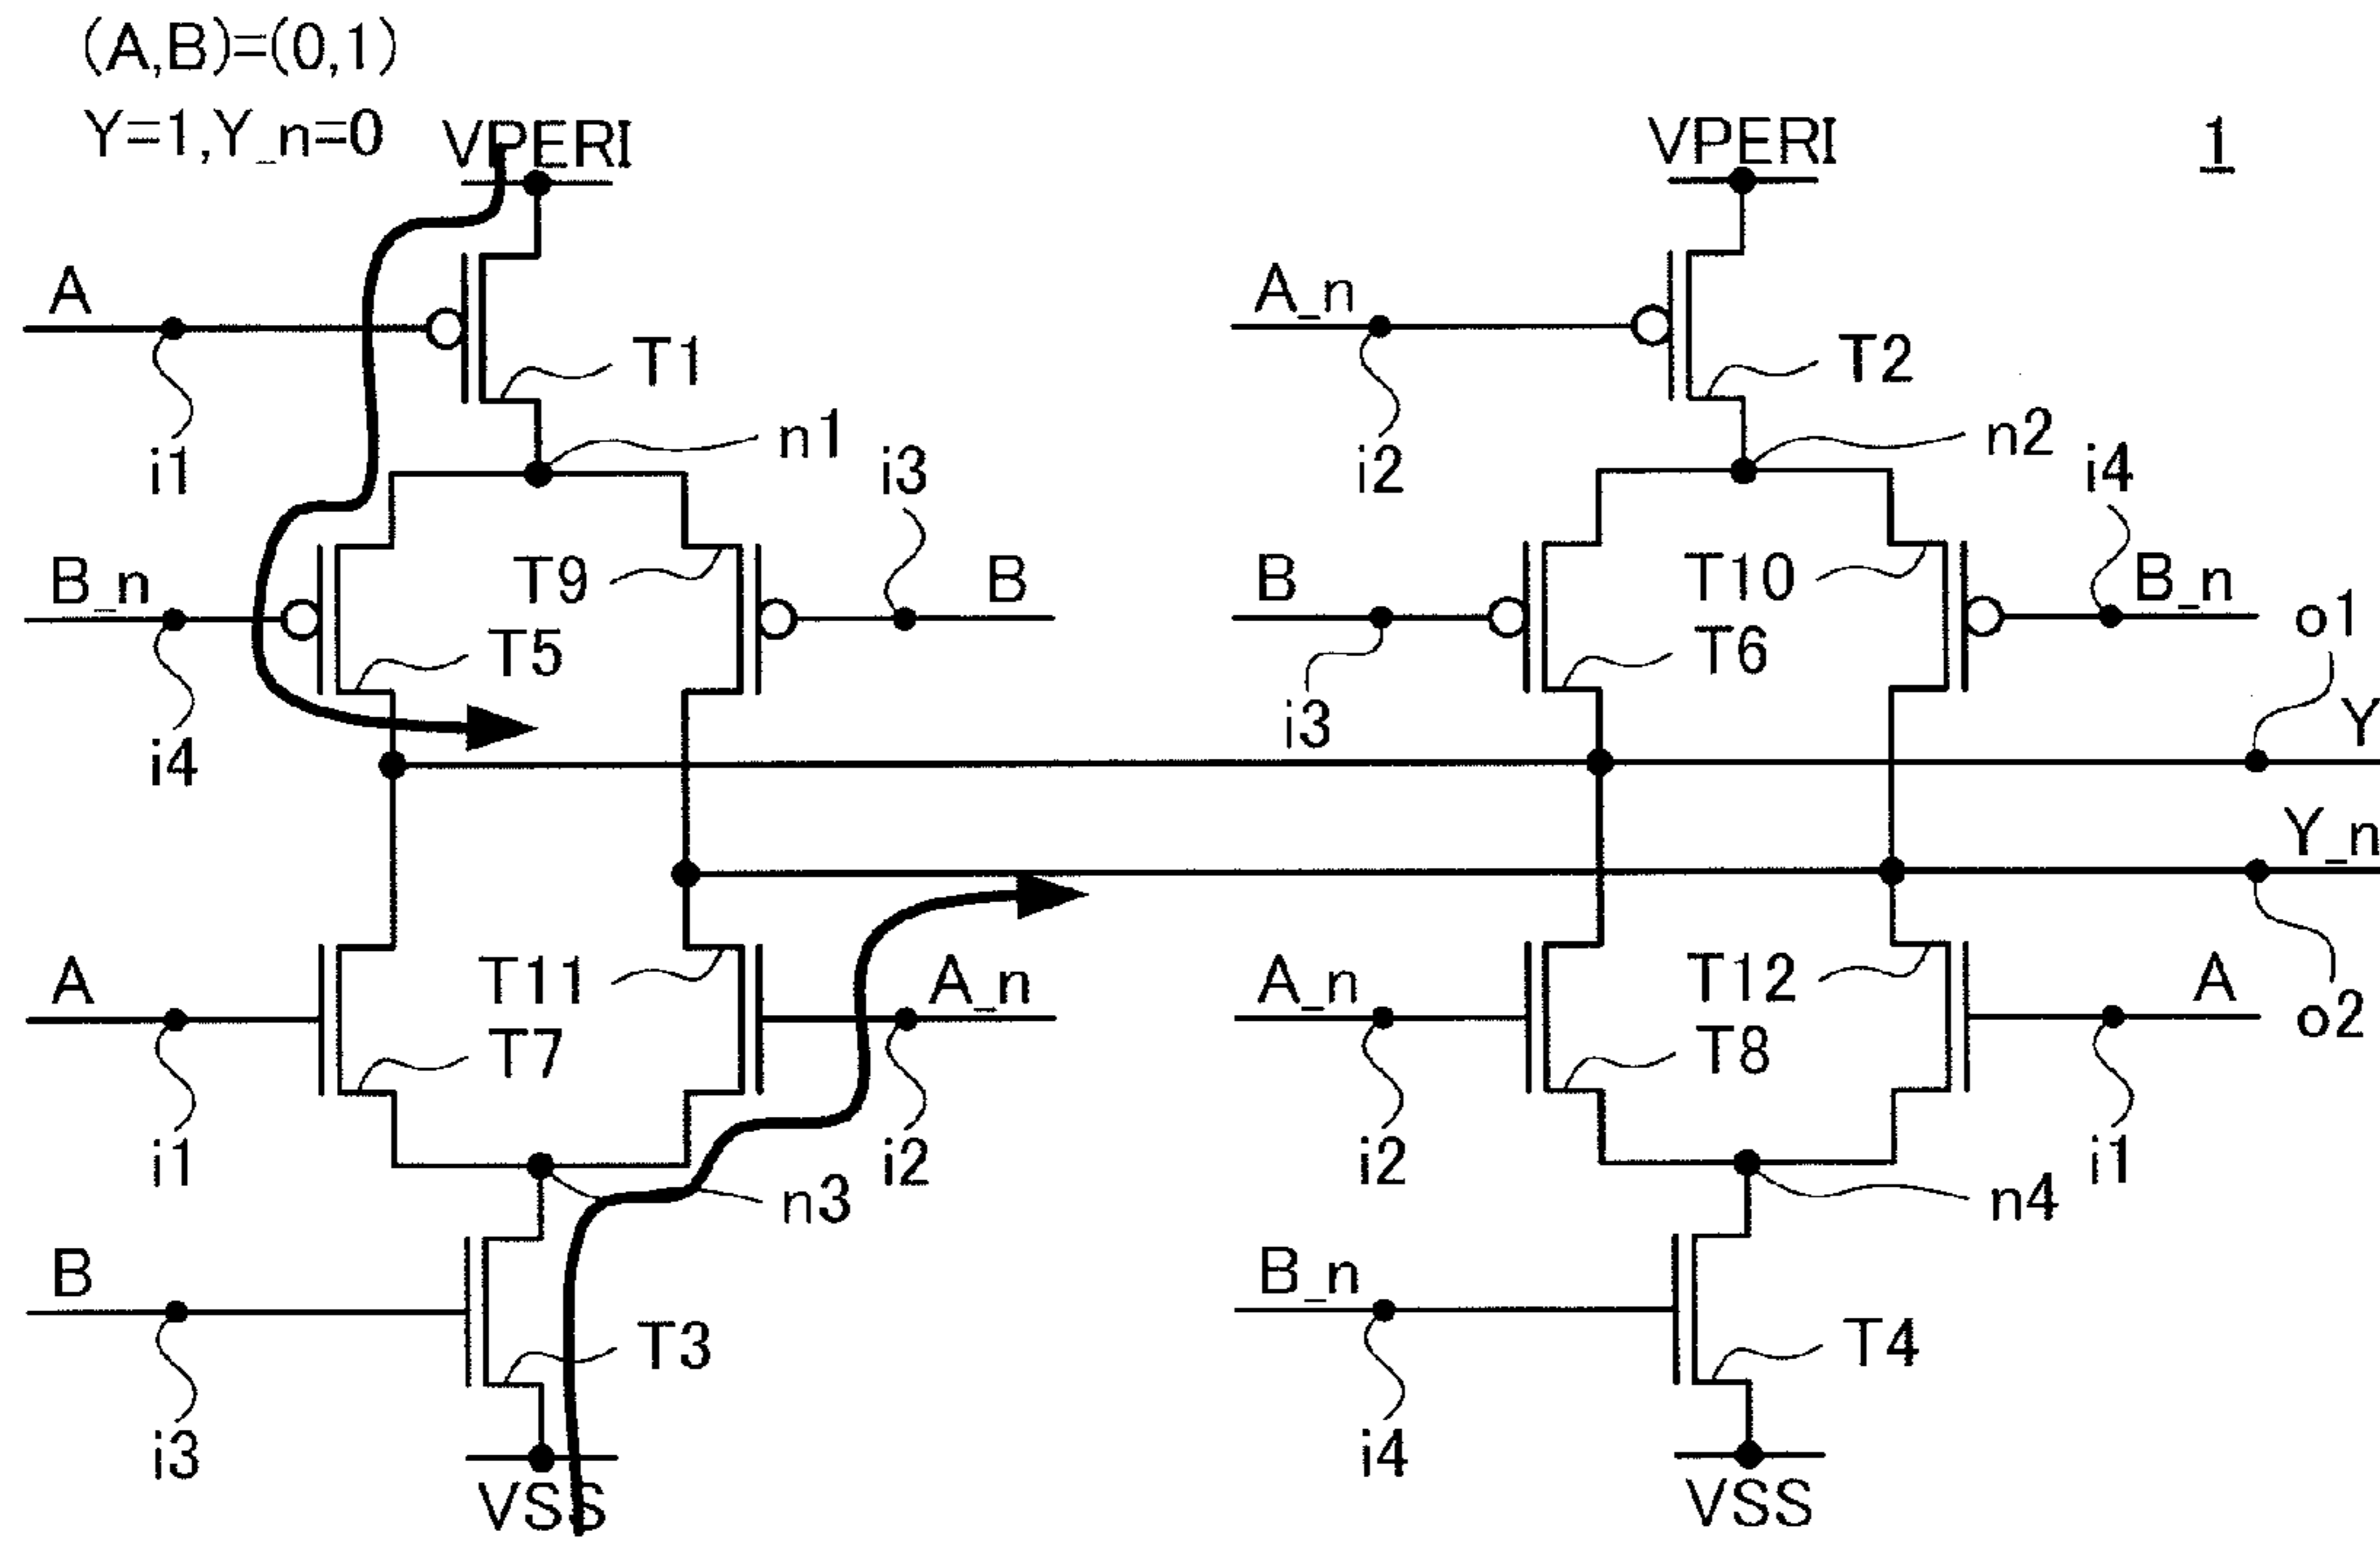 (A,B)=(0,1)
Y=1,Y_n=0
VPERI
VPERI
1
A
A_n
T1
T2
n1
n2
i1
i3
i2
i4
B_n
T9
B
B
T10
B_n
o1
T5
T6
i4
i3
Y
Y_n
A
T11
A_n
A_n
T12
A
o2
T7
T8
i1
i2
i2
i1
n3
n4
B
B_n
T3
T4
i3
i4
VSS
VSS